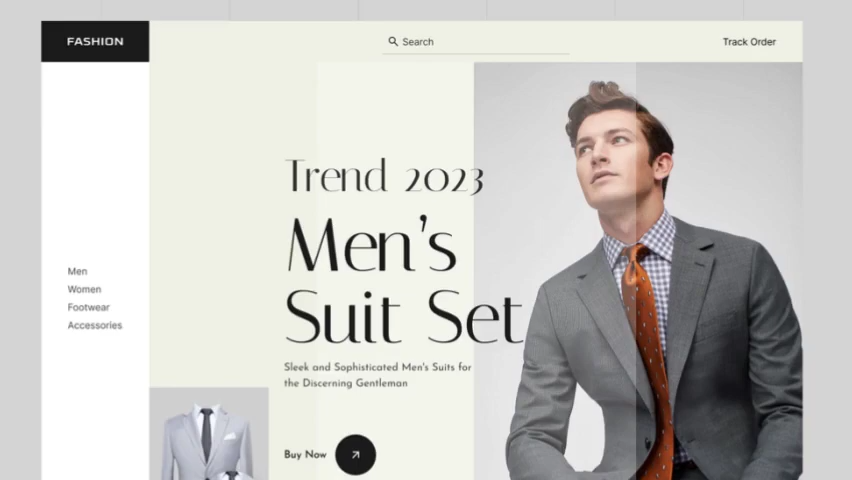 FASHION
Search
Track Order
Trend 2023
Men's
Suit Set
Men
Women
Footwear
Accessories
Sleek and Sophisticated Men's Suits for
the Discerning Gentleman
Buy Now